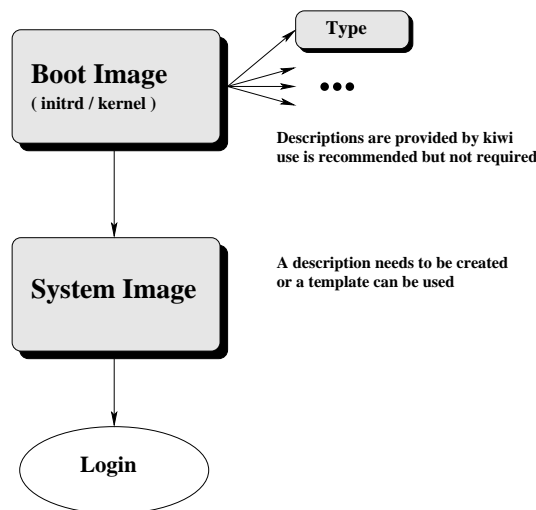 Type
Boot Image
( initrd / kernel )
Descriptions are provided by kiwi
use is recommended but not required
System Image
A description needs to be created
or a template can be used
Login